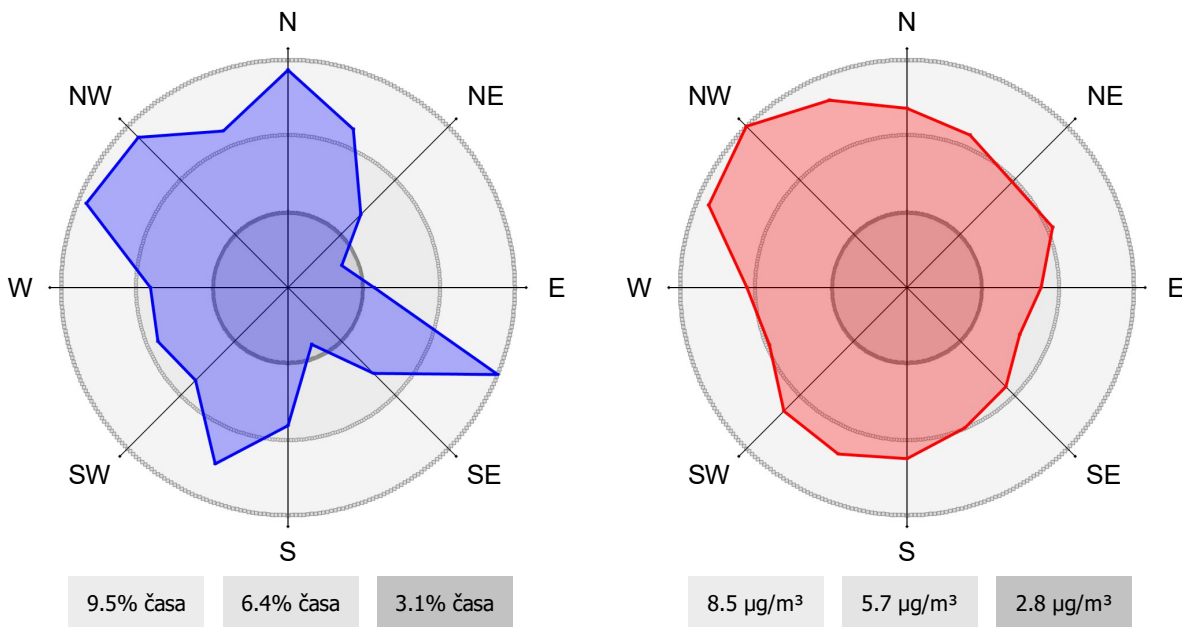 N
NW
NE
W
E
SW
SE
S
9.5% časa
6.4% časa
3.1% časa
N
NW
NE
W
E
SW
SE
S
8.5 µg/m³
5.7 µg/m³
2.8 µg/m³